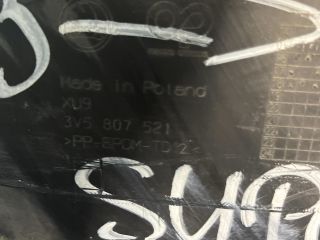 Made in Poland
XU9
3V5 807 521
>PP-EPDM-TD12<
SUP